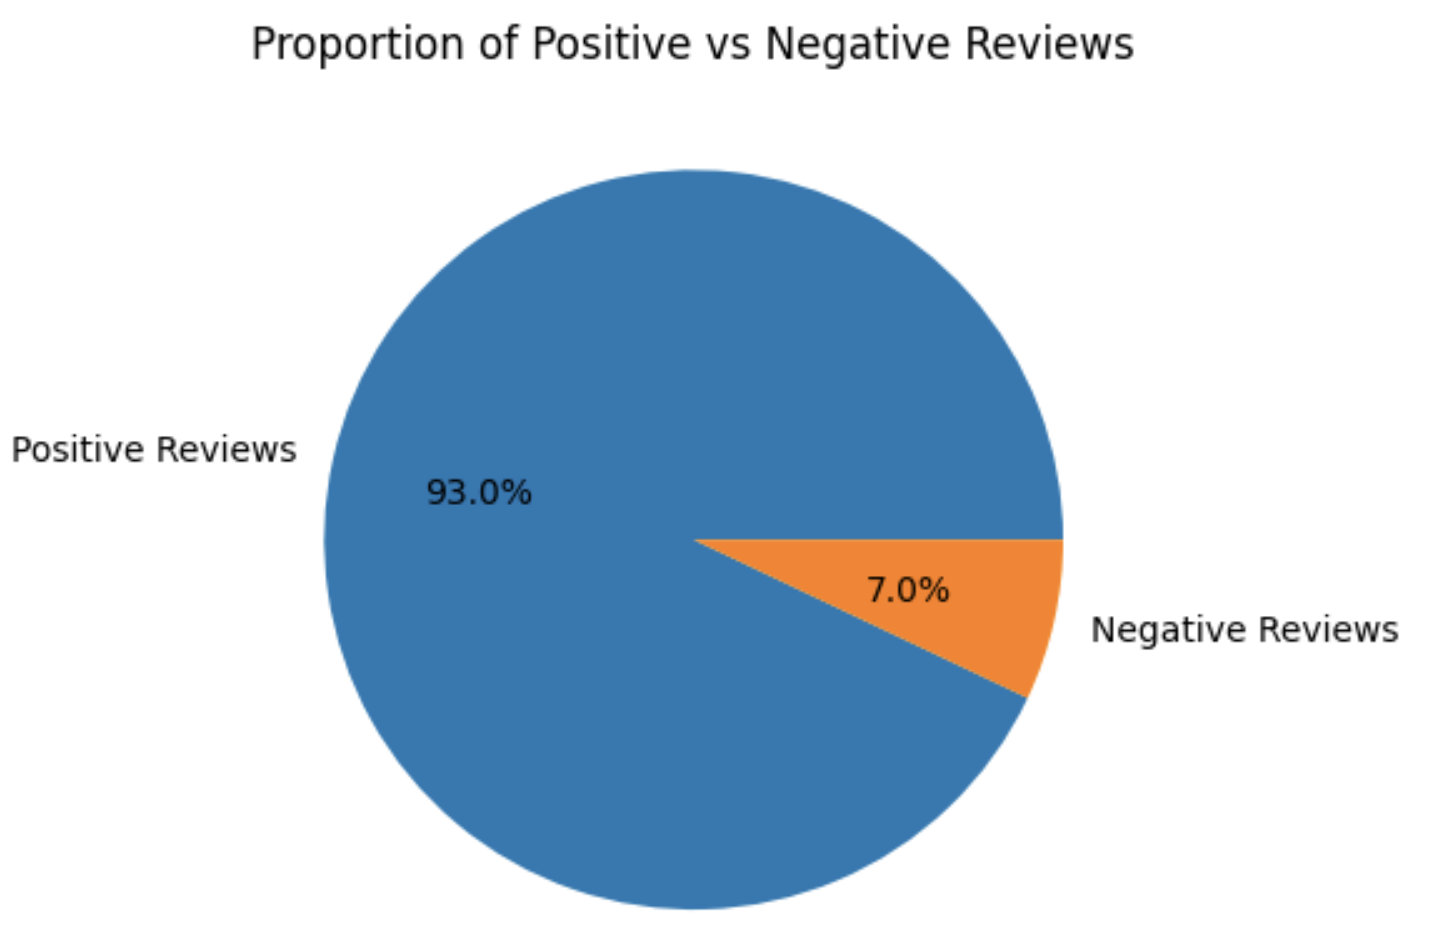 Proportion of Positive vs Negative Reviews
Positive Reviews
93.0%
7.0%
Negative Reviews